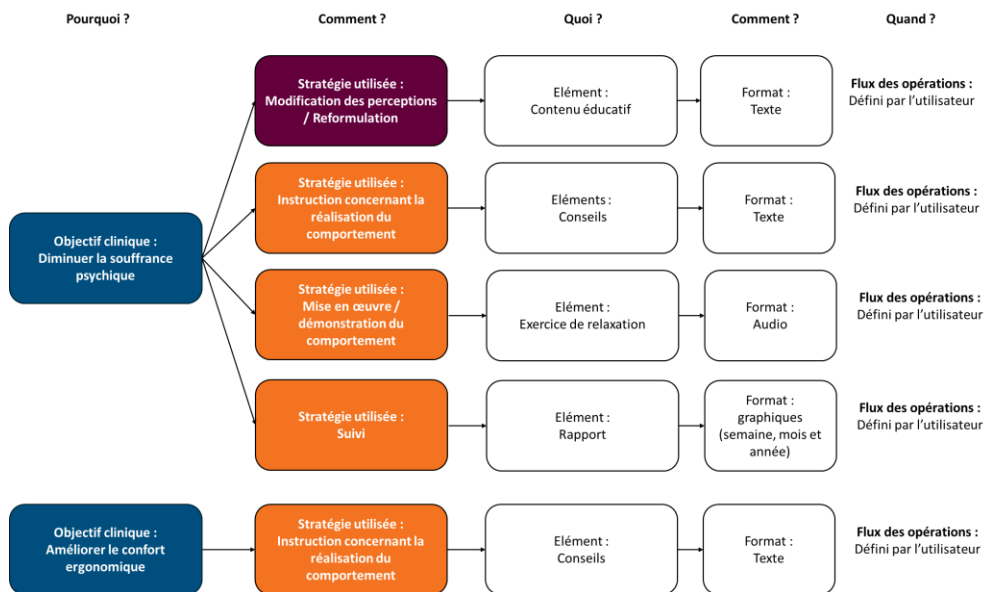 Pourquoi ?
Comment ?
Quoi ?
Comment ?
Quand ?
Stratégie utilisée :
Modification des perceptions
/ Reformulation
Elément :
Contenu éducatif
Format :
Texte
Flux des opérations :
Défini par l'utilisateur
Objectif clinique :
Diminuer la souffrance
psychique
Stratégie utilisée :
Instruction concernant la
réalisation du
comportement
Eléments :
Conseils
Format :
Texte
Flux des opérations :
Défini par l'utilisateur
Stratégie utilisée :
Mise en œuvre /
démonstration du
comportement
Elément :
Exercice de relaxation
Format :
Audio
Flux des opérations :
Défini par l'utilisateur
Stratégie utilisée :
Suivi
Elément :
Rapport
Format :
graphiques
(semaine, mois et
année)
Flux des opérations :
Défini par l'utilisateur
Objectif clinique :
Améliorer le confort
ergonomique
Stratégie utilisée :
Instruction concernant la
réalisation du
comportement
Elément :
Conseils
Format :
Texte
Flux des opérations :
Défini par l'utilisateur